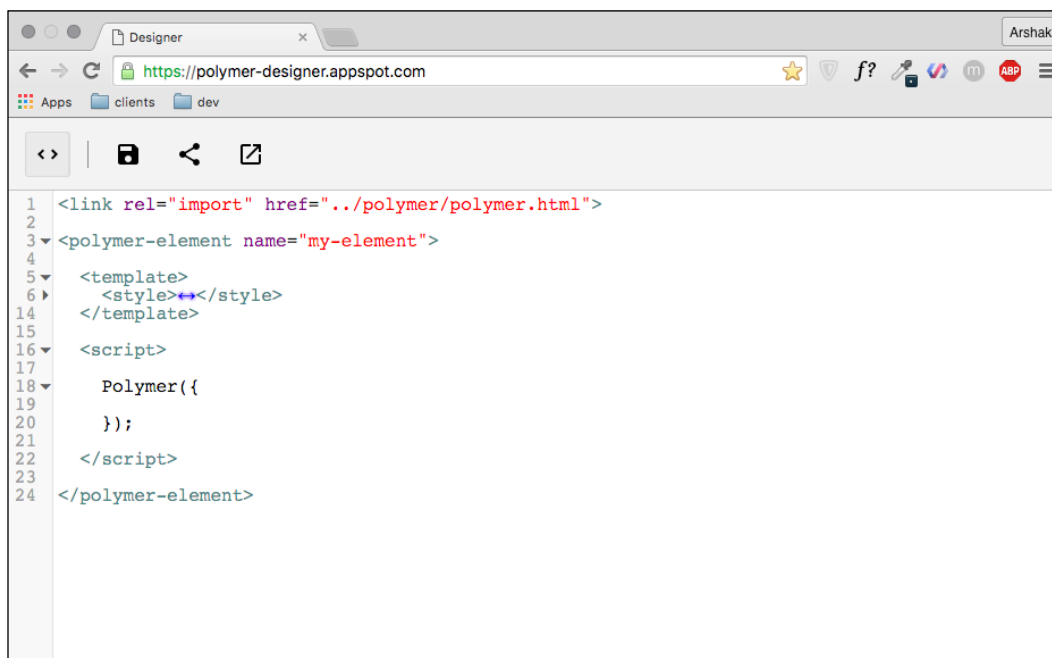 Designer
Arshak
https://polymer-designer.appspot.com
f?
m
ABP
Apps
clients
dev
1 <link rel="import" href="../polymer/polymer.html">
2
3 <polymer-element name="my-element">
4
5 <template>
6 <style>↔</style>
14 </template>
15
16 <script>
17
18 Polymer({
19
20 });
21
22 </script>
23
24 </polymer-element>